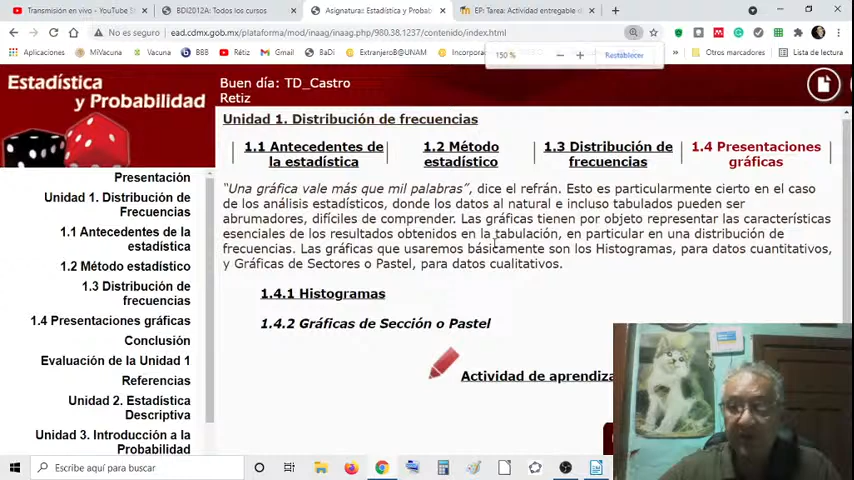 Transmisión en vivo - YouTube S
BDI2012A: Todos los cursos
Asignatura: Estadística y Probab
EP: Tarea: Actividad entregable d
No es seguro
ead.cdmx.gob.mx/plataforma/mod/inaag/inaag.php/980.38.1237/contenido/index.html
Aplicaciones
MiVacuna
BB
Rétiz
BaDi
ExtranjeroB@UNAM
Incorporac
Otros marcadores
Lista de lectura
150 %
Restablecer
Estadística
y Probabilidad
Buen día: TD_Castro
Retiz
Unidad 1. Distribución de frecuencias
1.1 Antecedentes de
la estadística
1.2 Método
estadístico
1.3 Distribución de
frecuencias
1.4 Presentaciones
gráficas
Presentación
Unidad 1. Distribución de
Frecuencias
1.1 Antecedentes de la
estadística
1.2 Método estadístico
1.3 Distribución de
frecuencias
1.4 Presentaciones gráficas
Conclusión
Evaluación de la Unidad 1
Referencias
Unidad 2. Estadística
Descriptiva
Unidad 3. Introducción a la
Probabilidad
“Una gráfica vale más que mil palabras”, dice el refrán. Esto es particularmente cierto en el caso
de los análisis estadísticos, donde los datos al natural e incluso tabulados pueden ser
abrumadores, difíciles de comprender. Las gráficas tienen por objeto representar las características
esenciales de los resultados obtenidos en la tabulación, en particular en una distribución de
frecuencias. Las gráficas que usaremos básicamente son los Histogramas, para datos cuantitativos,
y Gráficas de Sectores o Pastel, para datos cualitativos.
1.4.1 Histogramas
1.4.2 Gráficas de Sección o Pastel
Actividad de aprendiza
Escribe aquí para buscar